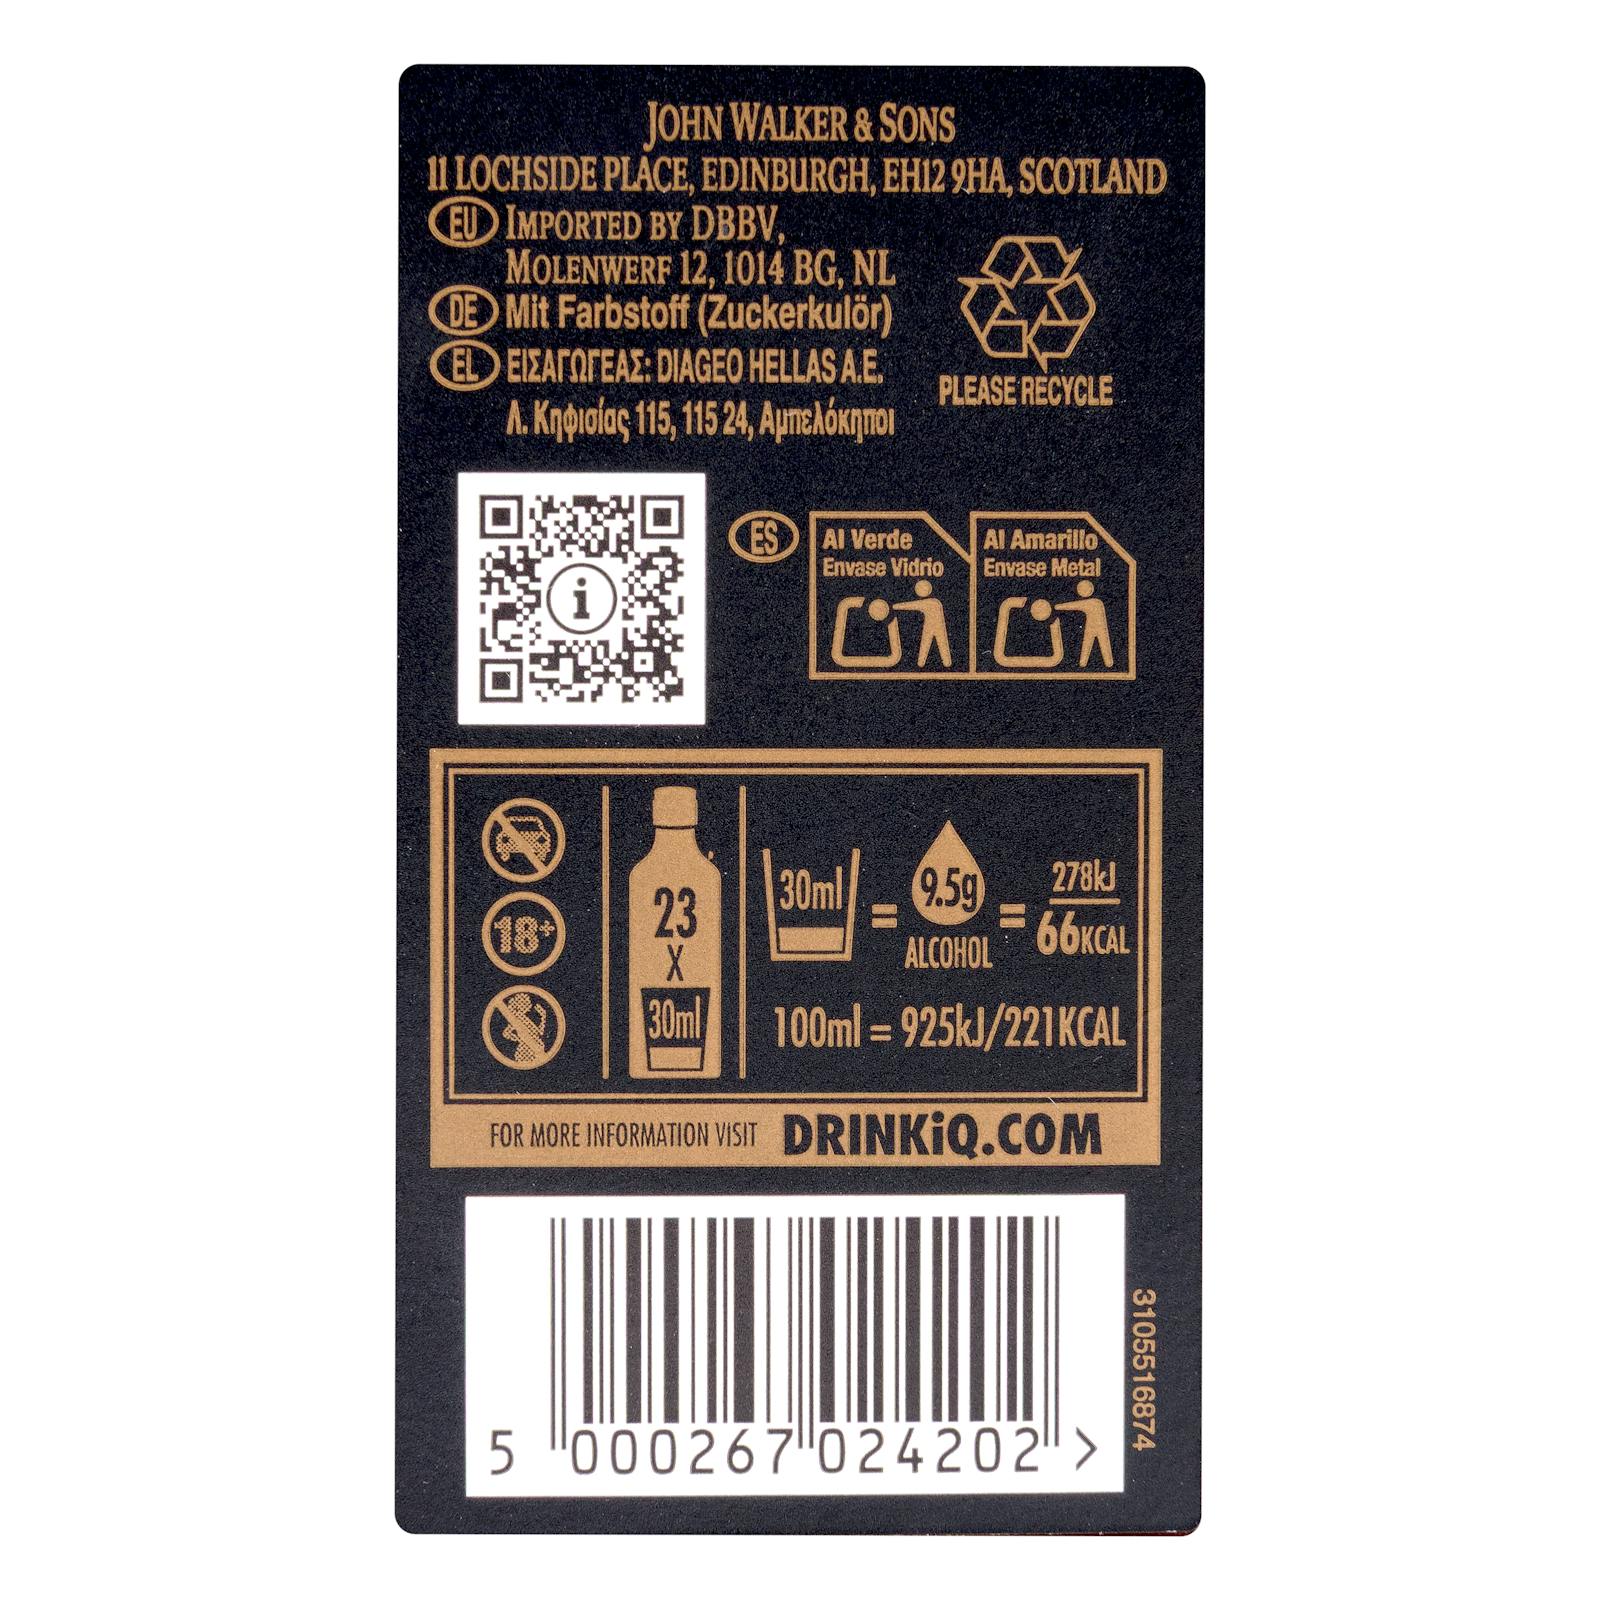 JOHN WALKER & SONS
11 LOCHSIDE PLACE, EDINBURGH, EH12 9HA, SCOTLAND
EU IMPORTED BY DBBV,
MOLENWERF 12, 1014 BG, NL
DE Mit Farbstoff (Zuckerkulör)
EL ΕΙΣΑΓΩΓΕΑΣ: DIAGEO HELLAS A.E.
Λ. Κηφισίας 115, 115 24, Αμπελόκηποι
PLEASE RECYCLE
i
ES
Al Verde
Envase Vidrio
Al Amarillo
Envase Metal
18+
23
X
30ml
30ml = 9.5g = 278kJ
ALCOHOL 66KCAL
100ml = 925kJ/221KCAL
FOR MORE INFORMATION VISIT DRINKiQ.COM
5 000267 024202 >
3105516874